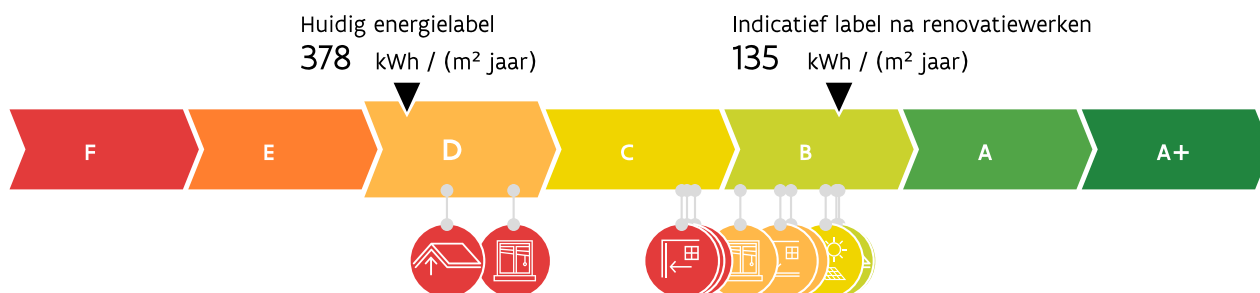 Huidig energielabel
378 kWh / (m² jaar)
Indicatief label na renovatiewerken
135 kWh / (m² jaar)
F E D C B A A+